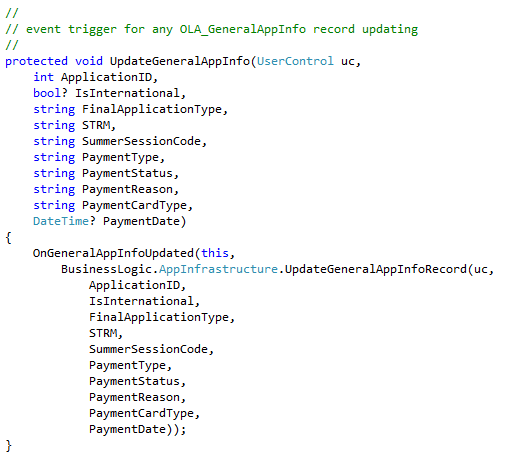 //
// event trigger for any OLA_GeneralAppInfo record updating
//
protected void UpdateGeneralAppInfo(UserControl uc,
    int ApplicationID,
    bool? IsInternational,
    string FinalApplicationType,
    string STRM,
    string SummerSessionCode,
    string PaymentType,
    string PaymentStatus,
    string PaymentReason,
    string PaymentCardType,
    DateTime? PaymentDate)
{
    OnGeneralAppInfoUpdated(this,
        BusinessLogic.AppInfrastructure.UpdateGeneralAppInfoRecord(uc,
            ApplicationID,
            IsInternational,
            FinalApplicationType,
            STRM,
            SummerSessionCode,
            PaymentType,
            PaymentStatus,
            PaymentReason,
            PaymentCardType,
            PaymentDate));
}